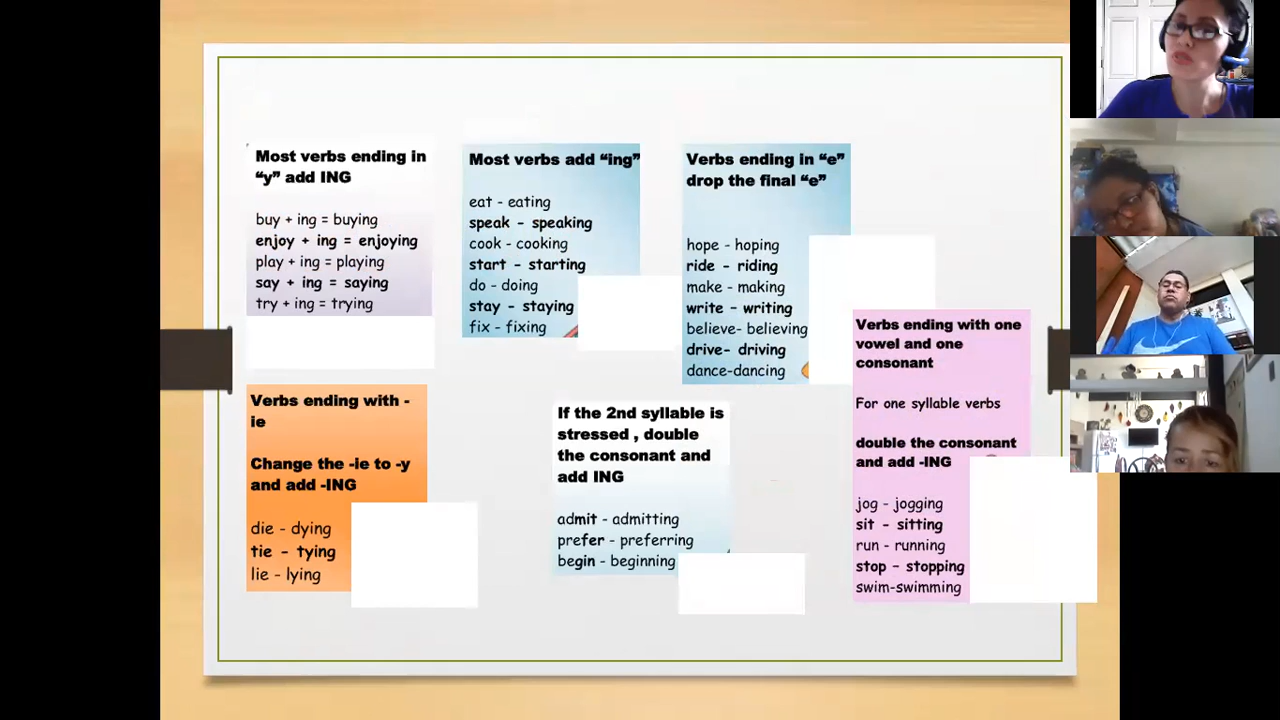 Most verbs ending in
“y” add ING
buy + ing = buying
enjoy + ing = enjoying
play + ing = playing
say + ing = saying
try + ing = trying
Most verbs add “ing”
eat - eating
speak - speaking
cook - cooking
start - starting
do - doing
stay - staying
fix - fixing
Verbs ending in “e”
drop the final “e”
hope - hoping
ride - riding
make - making
write - writing
believe- believing
drive- driving
dance-dancing
Verbs ending with -
ie
Change the -ie to -y
and add -ING
die - dying
tie - tying
lie - lying
If the 2nd syllable is
stressed , double
the consonant and
add ING
admit - admitting
prefer - preferring
begin - beginning
Verbs ending with one
vowel and one
consonant
For one syllable verbs
double the consonant
and add -ING
jog - jogging
sit - sitting
run - running
stop - stopping
swim-swimming